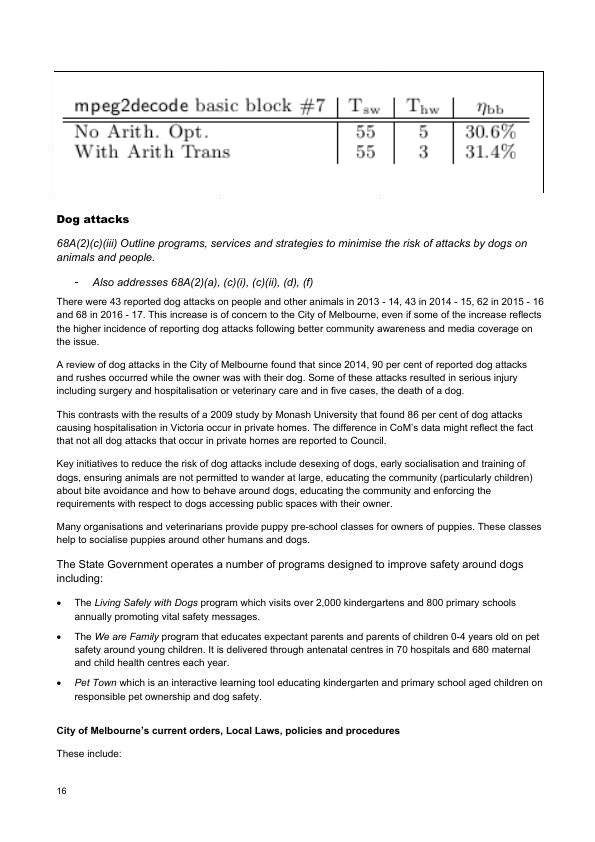 mpeg2decode basic block #7 | Tsw | Thw | ηbb
No Arith. Opt. | 55 | 5 | 30.6%
With Arith Trans | 55 | 3 | 31.4%
Dog attacks
68A(2)(c)(iii) Outline programs, services and strategies to minimise the risk of attacks by dogs on
animals and people.
- Also addresses 68A(2)(a), (c)(i), (c)(ii), (d), (f)
There were 43 reported dog attacks on people and other animals in 2013 - 14, 43 in 2014 - 15, 62 in 2015 - 16
and 68 in 2016 - 17. This increase is of concern to the City of Melbourne, even if some of the increase reflects
the higher incidence of reporting dog attacks following better community awareness and media coverage on
the issue.
A review of dog attacks in the City of Melbourne found that since 2014, 90 per cent of reported dog attacks
and rushes occurred while the owner was with their dog. Some of these attacks resulted in serious injury
including surgery and hospitalisation or veterinary care and in five cases, the death of a dog.
This contrasts with the results of a 2009 study by Monash University that found 86 per cent of dog attacks
causing hospitalisation in Victoria occur in private homes. The difference in CoM's data might reflect the fact
that not all dog attacks that occur in private homes are reported to Council.
Key initiatives to reduce the risk of dog attacks include desexing of dogs, early socialisation and training of
dogs, ensuring animals are not permitted to wander at large, educating the community (particularly children)
about bite avoidance and how to behave around dogs, educating the community and enforcing the
requirements with respect to dogs accessing public spaces with their owner.
Many organisations and veterinarians provide puppy pre-school classes for owners of puppies. These classes
help to socialise puppies around other humans and dogs.
The State Government operates a number of programs designed to improve safety around dogs
including:
• The Living Safely with Dogs program which visits over 2,000 kindergartens and 800 primary schools
annually promoting vital safety messages.
• The We are Family program that educates expectant parents and parents of children 0-4 years old on pet
safety around young children. It is delivered through antenatal centres in 70 hospitals and 680 maternal
and child health centres each year.
• Pet Town which is an interactive learning tool educating kindergarten and primary school aged children on
responsible pet ownership and dog safety.
City of Melbourne's current orders, Local Laws, policies and procedures
These include:
16